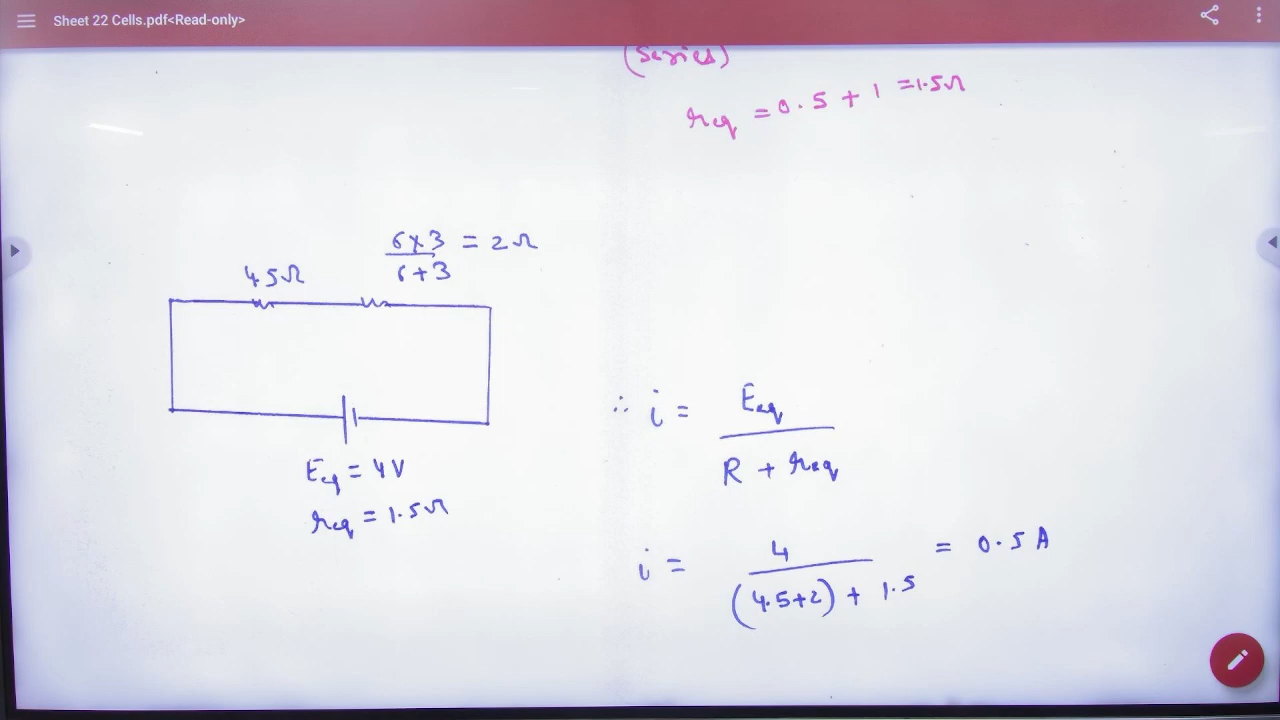 Sheet 22 Cells.pdf<Read-only>
(Series)
req = 0.5 + 1 = 1.5Ω
6×3 = 2Ω
6+3
4.5Ω
Eeq = 4V
req = 1.5Ω
∴ i = Eeq
R + req
i = 4 = 0.5 A
(4.5+2) + 1.5